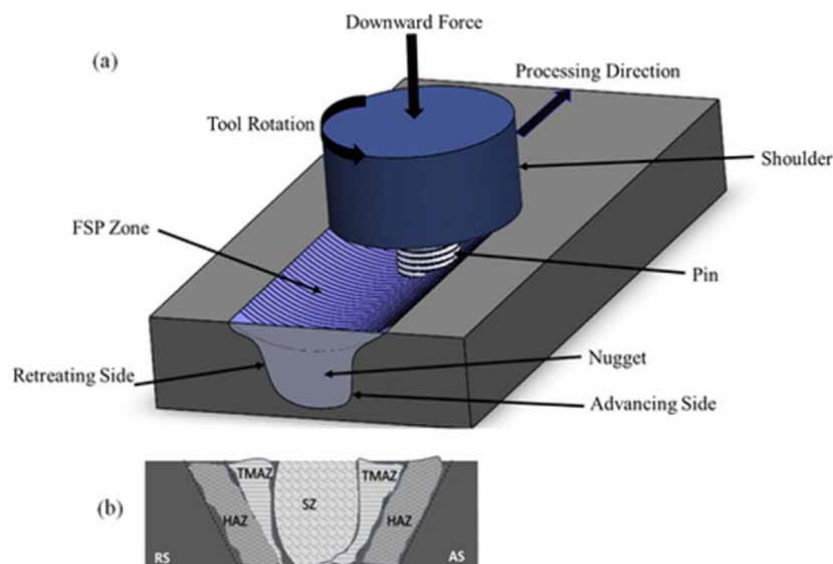 Downward Force
(a)
Processing Direction
Tool Rotation
Shoulder
FSP Zone
Pin
Nugget
Retreating Side
Advancing Side
(b)
TMAZ
TMAZ
SZ
HAZ
HAZ
RS
AS